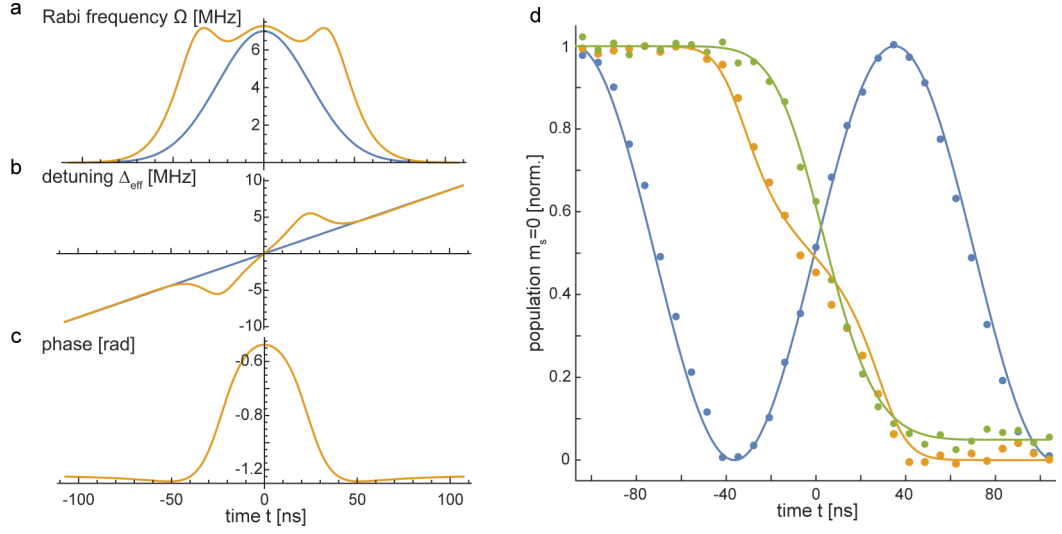 a
Rabi frequency Ω [MHz]
6
4
2
b
detuning Δeff [MHz]
10
5
-5
-10
c
phase [rad]
-0.6
-0.8
-1.2
-100
-50
0
50
100
time t [ns]
d
population ms=0 [norm.]
1
0.8
0.6
0.4
0.2
0
-80
-40
0
40
80
time t [ns]